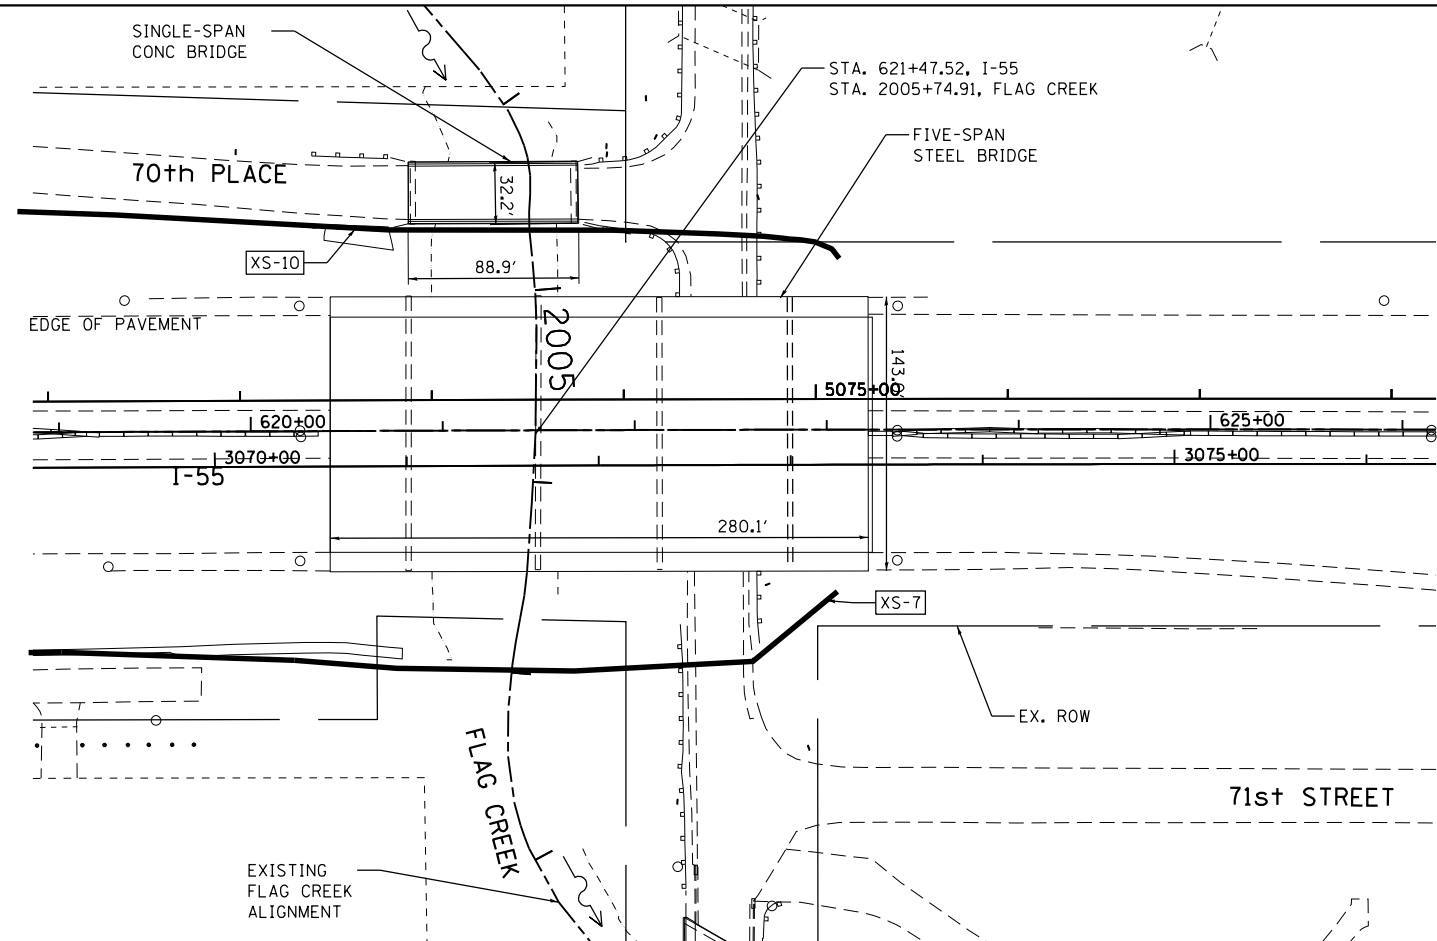 SINGLE-SPAN
CONC BRIDGE
STA. 621+47.52, I-55
STA. 2005+74.91, FLAG CREEK
FIVE-SPAN
STEEL BRIDGE
70th PLACE
32.2'
XS-10
88.9'
EDGE OF PAVEMENT
2005
5075+00
620+00
625+00
3070+00
3075+00
I-55
280.1'
XS-7
EX. ROW
FLAG CREEK
71st STREET
EXISTING
FLAG CREEK
ALIGNMENT